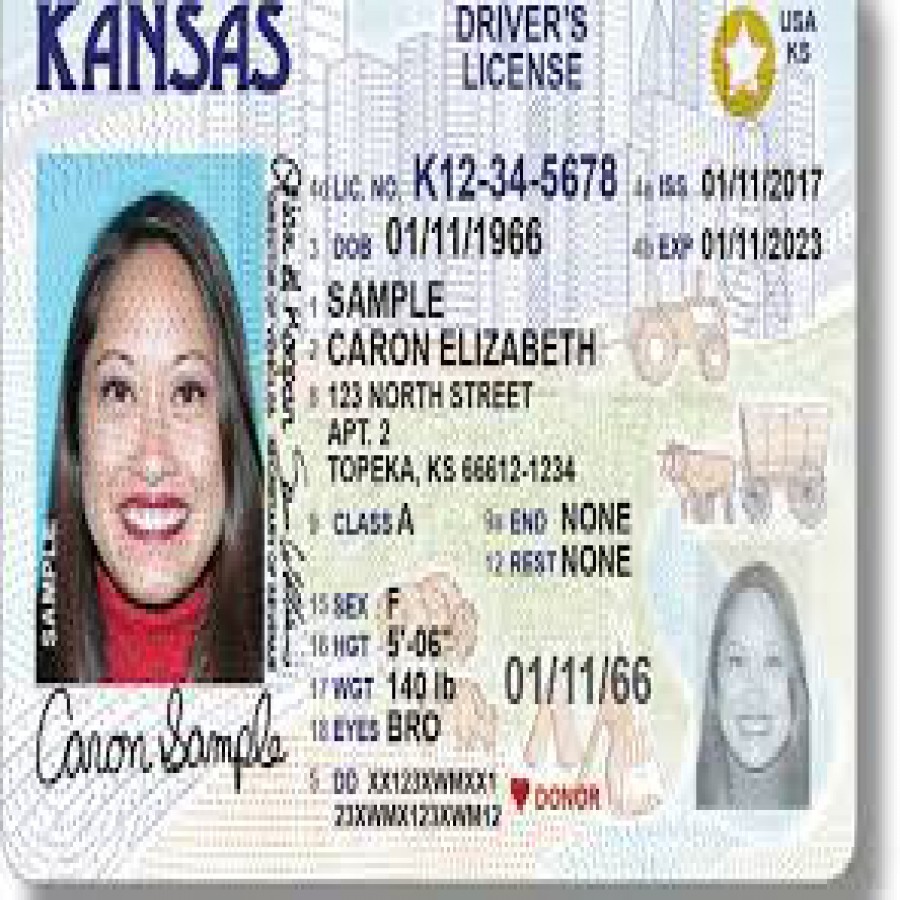 KANSAS
DRIVER'S
LICENSE
USA
KS
4d LIC. NO. K12-34-5678
4a ISS 01/11/2017
3 DOB 01/11/1966
4b EXP 01/11/2023
1 SAMPLE
2 CARON ELIZABETH
8 123 NORTH STREET
APT. 2
TOPEKA, KS 66612-1234
9 CLASS A
9a END NONE
12 REST NONE
15 SEX F
16 HGT 5'-06"
17 WGT 140 lb
01/11/66
18 EYES BRO
5 DD XX123XWMXX1
23XWMX123XWM12
DONOR
SAMPLE
Caron Sample